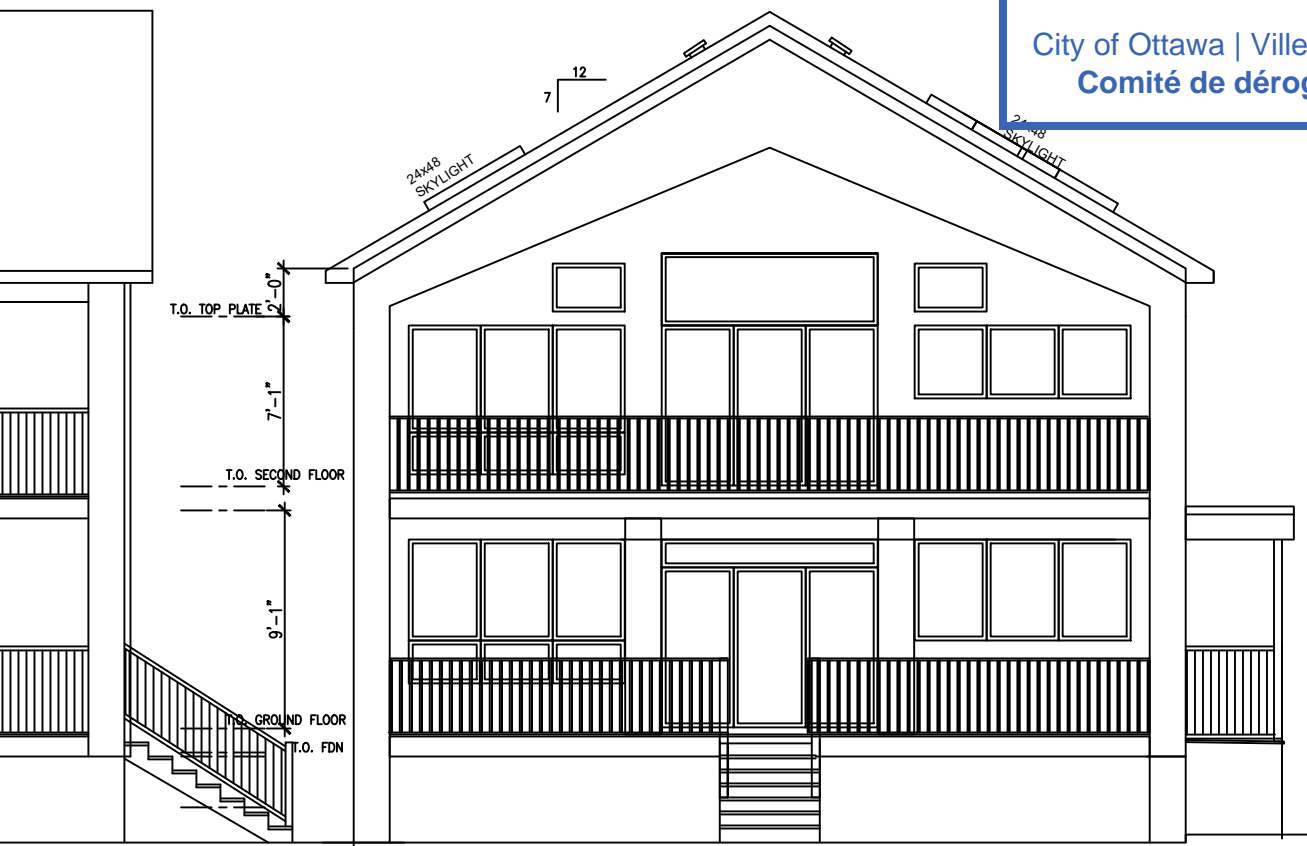 City of Ottawa | Ville
Comité de dérog
12
7
24x48
SKYLIGHT
24x48
SKYLIGHT
2'-0"
T.O. TOP PLATE
7'-1"
T.O. SECOND FLOOR
9'-1"
T.O. GROUND FLOOR
T.O. FDN